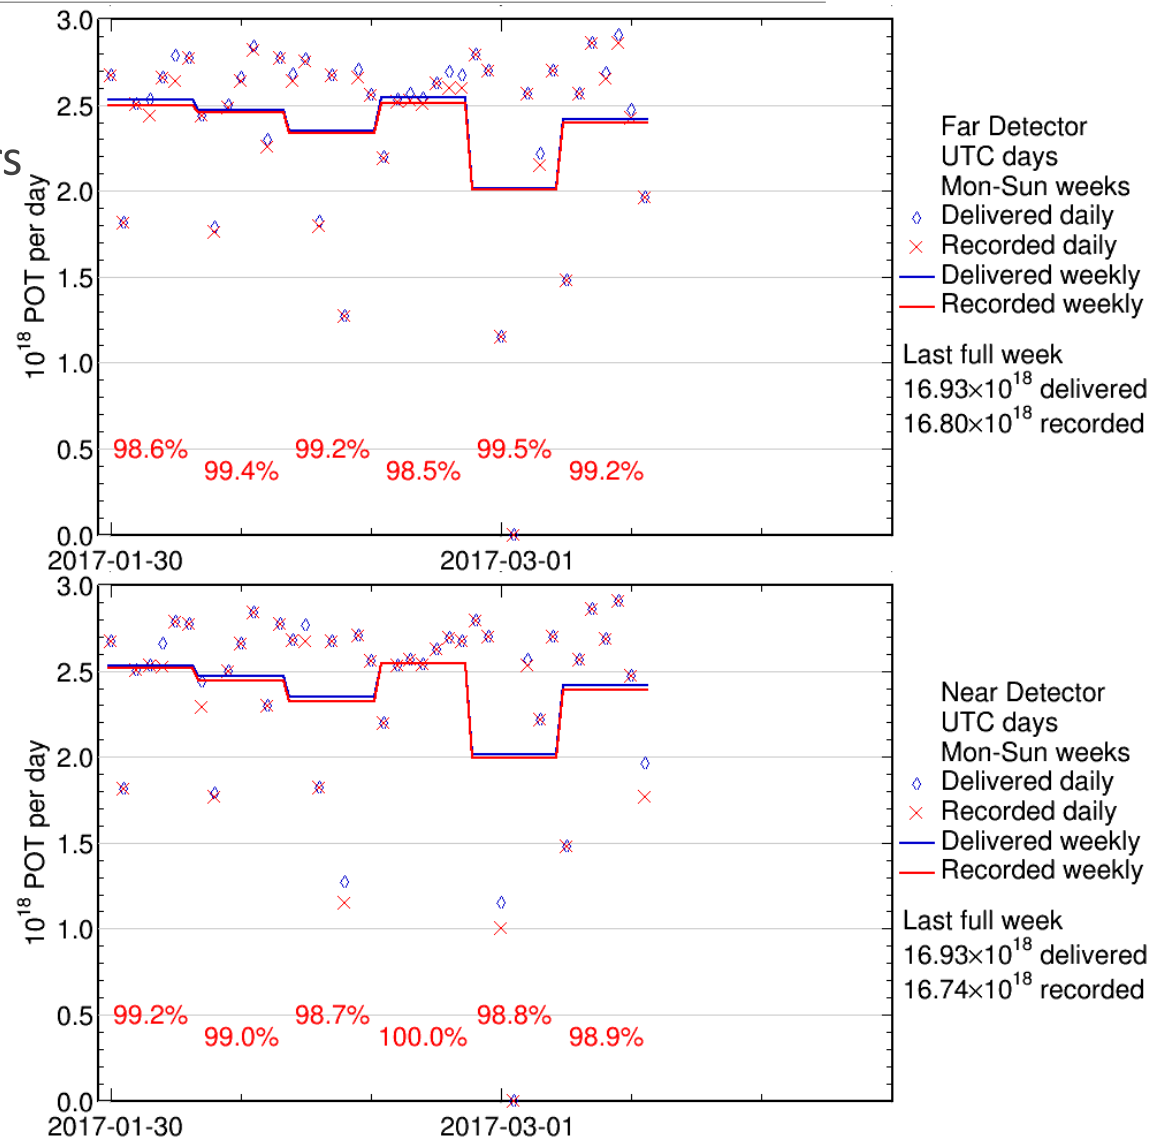 rs
3.0
2.5
2.0
1.5
1.0
0.5
0.0
10¹⁸ POT per day
98.6%
99.4%
99.2%
98.5%
99.5%
99.2%
2017-01-30
2017-03-01
Far Detector
UTC days
Mon-Sun weeks
Delivered daily
Recorded daily
Delivered weekly
Recorded weekly
Last full week
16.93×10¹⁸ delivered
16.80×10¹⁸ recorded
3.0
2.5
2.0
1.5
1.0
0.5
0.0
10¹⁸ POT per day
99.2%
99.0%
98.7%
100.0%
98.8%
98.9%
2017-01-30
2017-03-01
Near Detector
UTC days
Mon-Sun weeks
Delivered daily
Recorded daily
Delivered weekly
Recorded weekly
Last full week
16.93×10¹⁸ delivered
16.74×10¹⁸ recorded